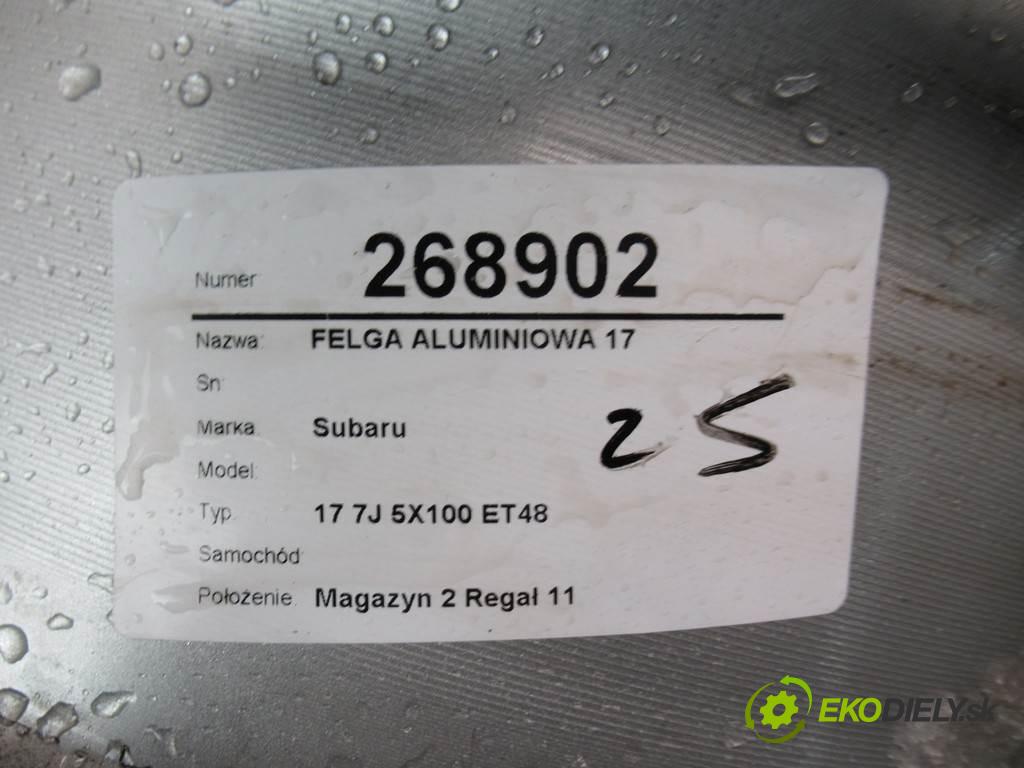 Numer 268902
Nazwa: FELGA ALUMINIOWA 17
Sn:
Marka Subaru
Model:
Typ. 17 7J 5X100 ET48
Samochód:
Położenie. Magazyn 2 Regał 11
25
EKODIELY.sk